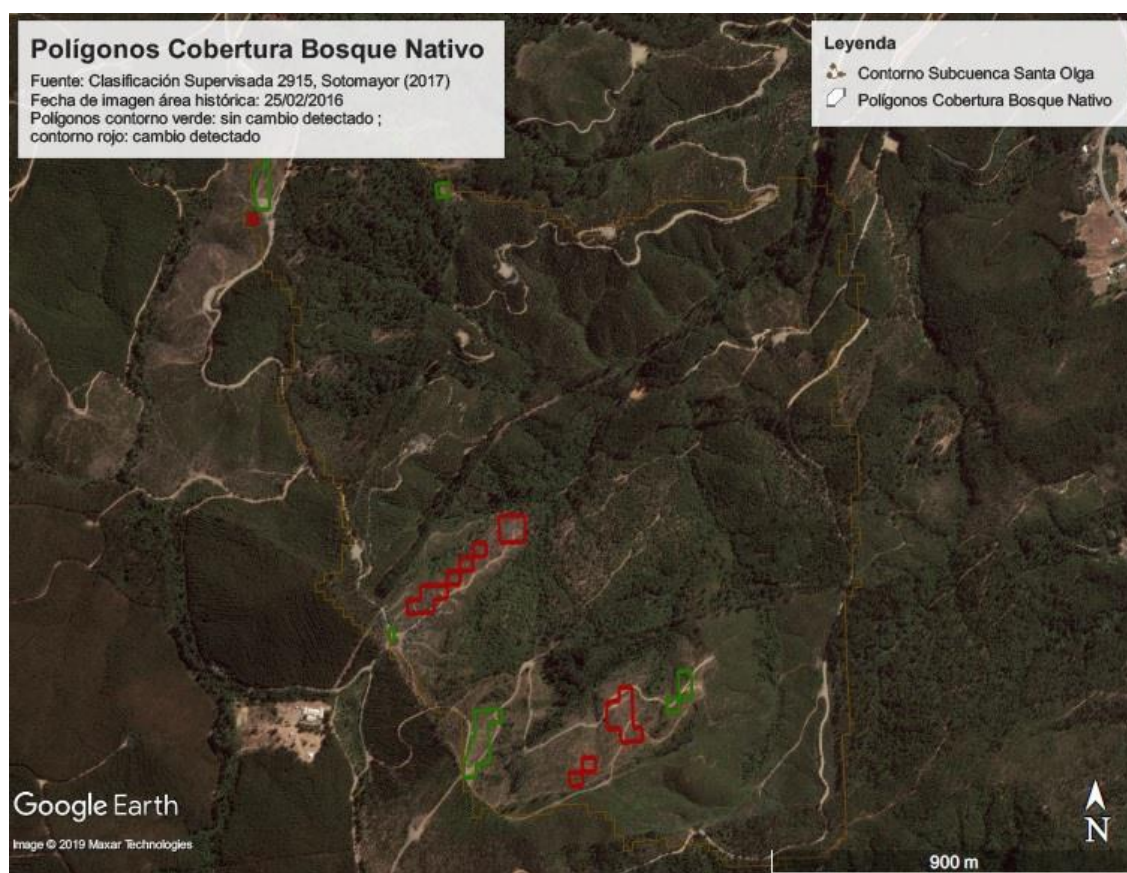 Polígonos Cobertura Bosque Nativo
Fuente: Clasificación Supervisada 2915, Sotomayor (2017)
Fecha de imagen área histórica: 25/02/2016
Polígonos contorno verde: sin cambio detectado ;
contorno rojo: cambio detectado
Leyenda
Contorno Subcuenca Santa Olga
Polígonos Cobertura Bosque Nativo
Google Earth
Image © 2019 Maxar Technologies
N
900 m